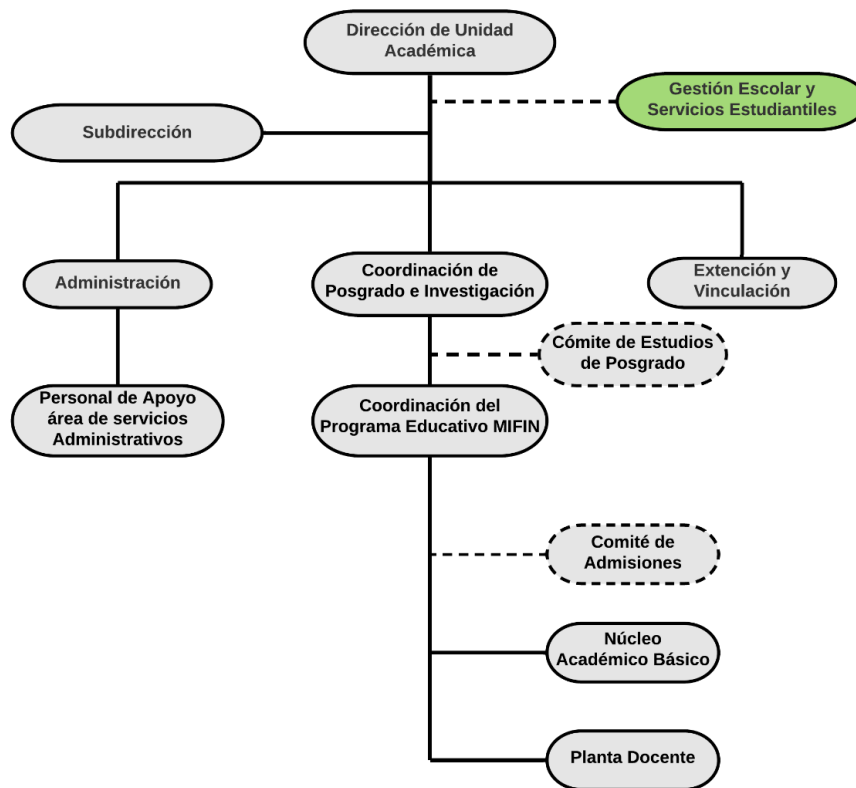 Dirección de Unidad
Académica
Gestión Escolar y
Servicios Estudiantiles
Subdirección
Administración
Coordinación de
Posgrado e Investigación
Extención y
Vinculación
Cómite de Estudios
de Posgrado
Personal de Apoyo
área de servicios
Administrativos
Coordinación del
Programa Educativo MIFIN
Comité de
Admisiones
Núcleo
Académico Básico
Planta Docente